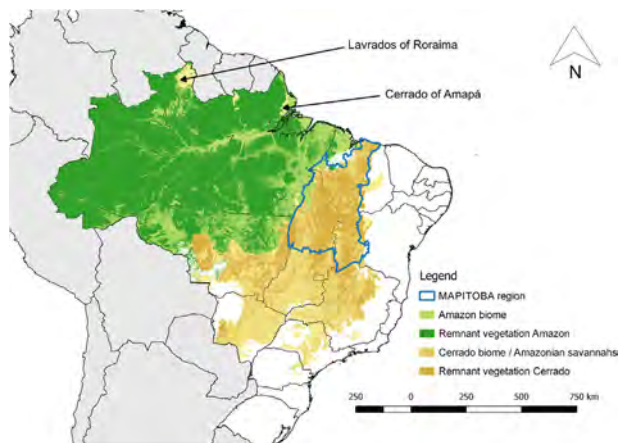 Lavrados of Roraima
Cerrado of Amapá
N
Legend
MAPITOBA region
Amazon biome
Remnant vegetation Amazon
Cerrado biome / Amazonian savannahs
Remnant vegetation Cerrado
250 0 250 500 750 km